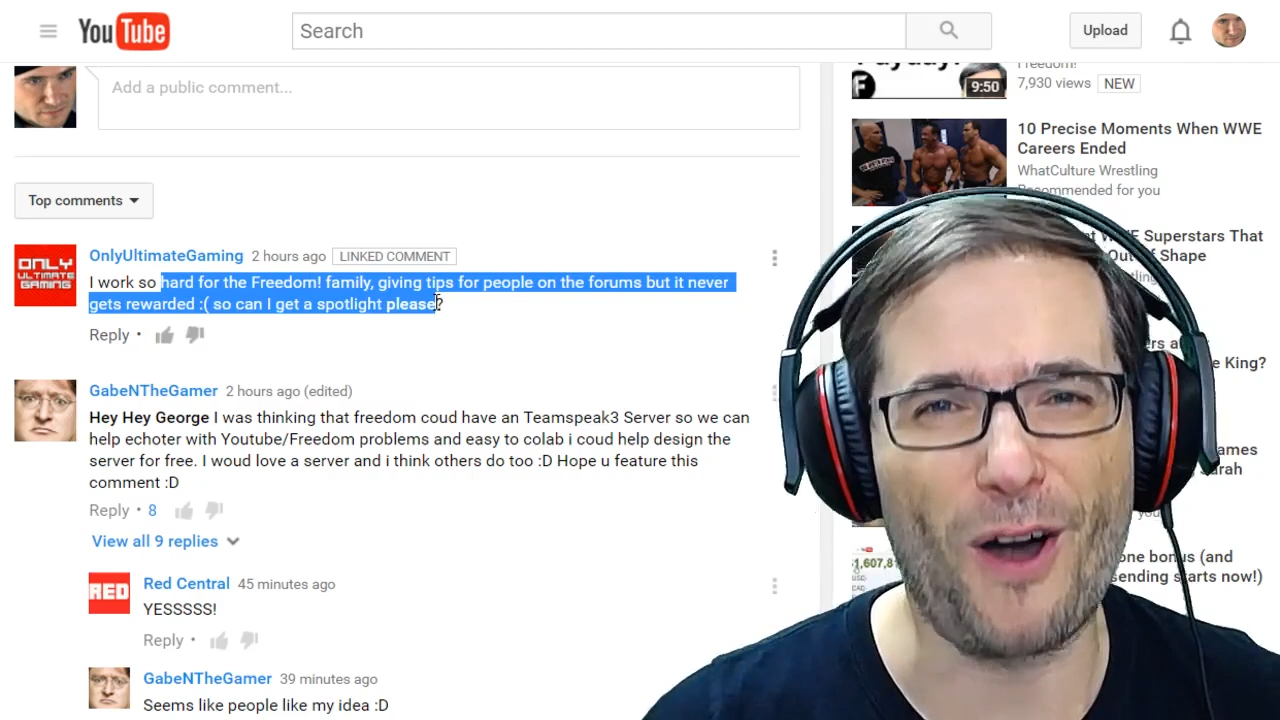 YouTube
Search
Upload
Add a public comment...
Top comments
ONLY
ULTIMATE
GAMING
OnlyUltimateGaming 2 hours ago LINKED COMMENT
I work so hard for the Freedom! family, giving tips for people on the forums but it never
gets rewarded :( so can I get a spotlight please?
Reply •
GabeNTheGamer 2 hours ago (edited)
Hey Hey George I was thinking that freedom coud have an Teamspeak3 Server so we can
help echoter with Youtube/Freedom problems and easy to colab i coud help design the
server for free. I woud love a server and i think others do too :D Hope u feature this
comment :D
Reply • 8
View all 9 replies
RED
Red Central 45 minutes ago
YESSSSS!
Reply •
GabeNTheGamer 39 minutes ago
Seems like people like my idea :D
9:50
Freedom!
7,930 views NEW
10 Precise Moments When WWE
Careers Ended
WhatCulture Wrestling
Recommended for you
Superstars That
Out of Shape
King?
sending starts now!)